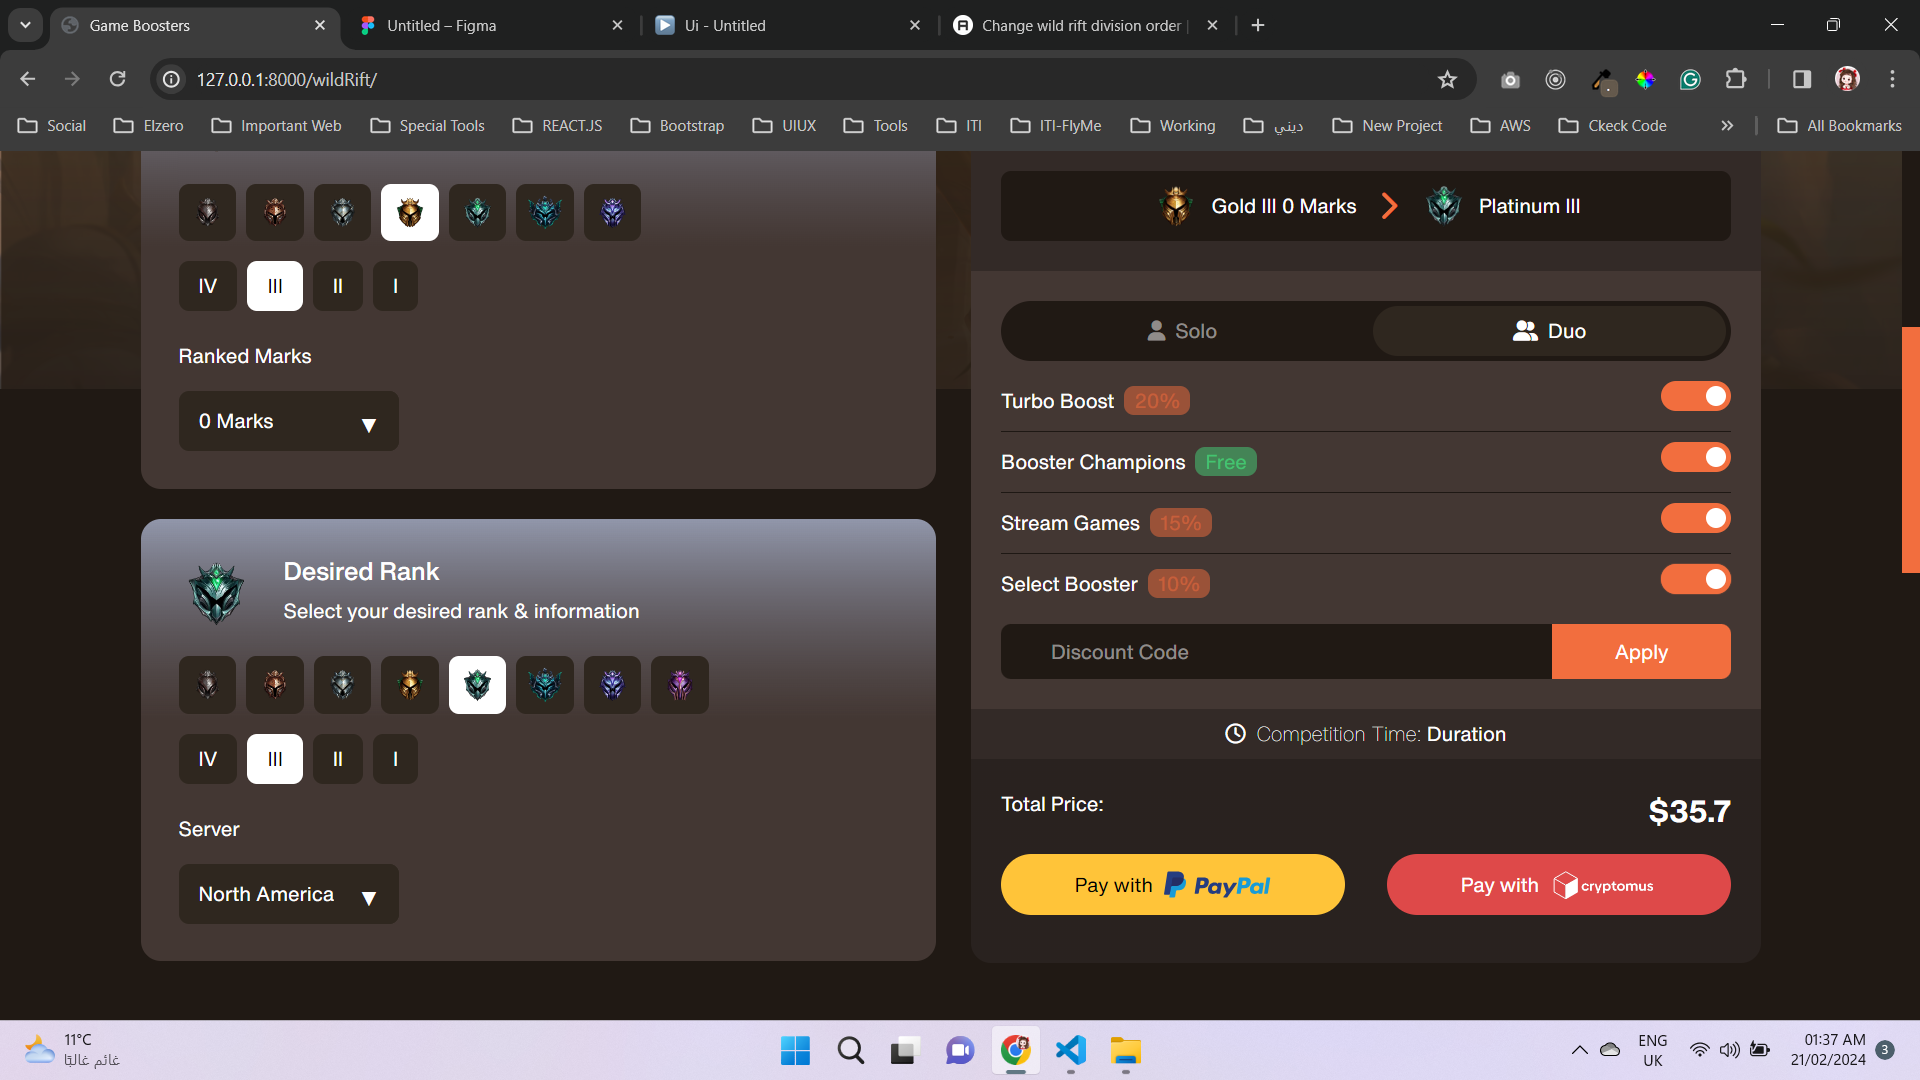 Game Boosters
Untitled – Figma
Ui - Untitled
Change wild rift division order
127.0.0.1:8000/wildRift/
Social
Elzero
Important Web
Special Tools
REACT.JS
Bootstrap
UIUX
Tools
ITI
ITI-FlyMe
Working
ديني
New Project
AWS
Ckeck Code
All Bookmarks
IV
III
II
I
Ranked Marks
0 Marks
Desired Rank
Select your desired rank & information
IV
III
II
I
Server
North America
Gold III 0 Marks
Platinum III
Solo
Duo
Turbo Boost 20%
Booster Champions Free
Stream Games 15%
Select Booster 10%
Discount Code
Apply
Competition Time: Duration
Total Price:
$35.7
Pay with PayPal
Pay with cryptomus
11°C
غائم غالبًا
ENG
UK
01:37 AM
21/02/2024
3